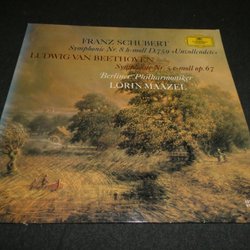 FRANZ SCHUBERT
Symphonie Nr. 8 h-moll D 759 «Unvollendete»
LUDWIG VAN BEETHOVEN
Symphonie Nr. 5 c-moll op. 67
Berliner Philharmoniker
LORIN MAAZEL